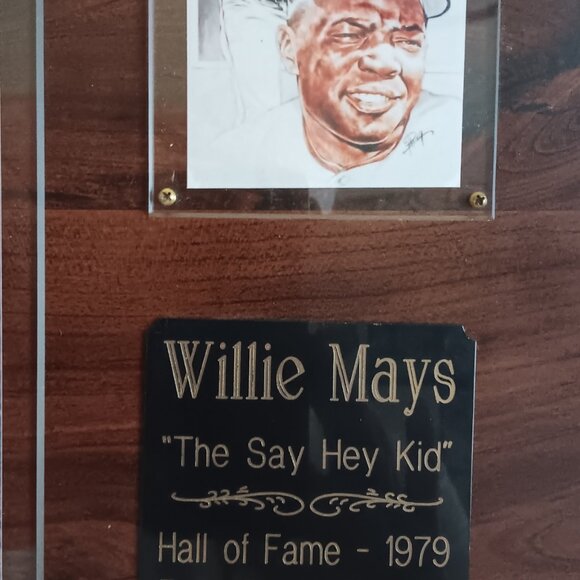 Willie Mays
"The Say Hey Kid"
Hall of Fame - 1979